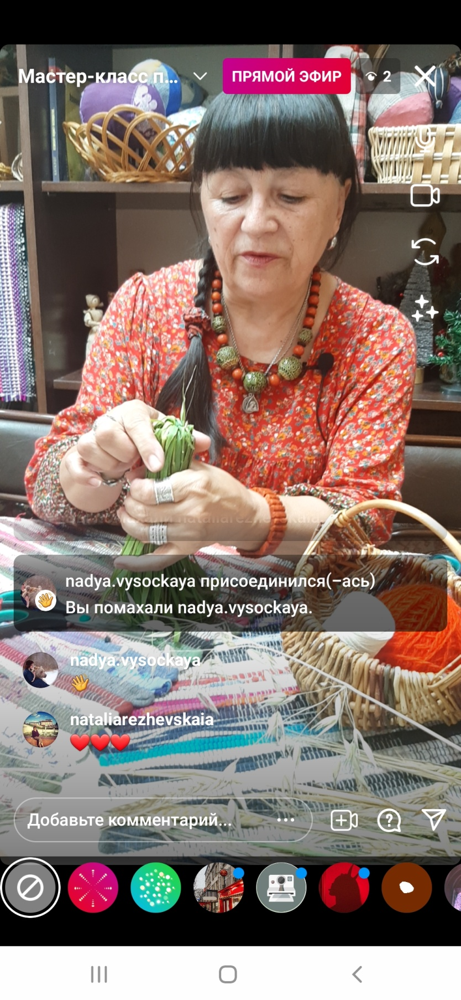 Мастер-класс п...
ПРЯМОЙ ЭФИР
2
nadya.vysockaya присоединился(–ась)
Вы помахали nadya.vysockaya.
nadya.vysockaya
👋
nataliarezhevskaia
❤️❤️❤️
Добавьте комментарий...